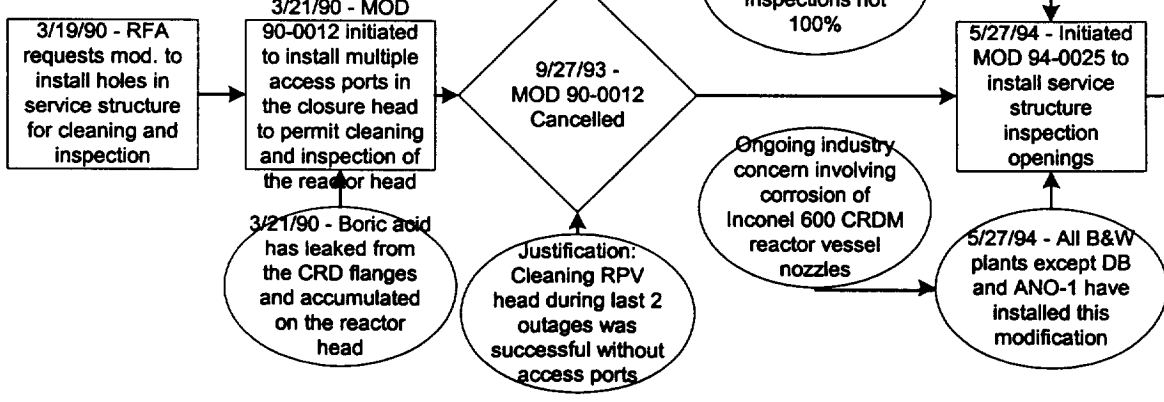 3/19/90 - RFA
requests mod. to
install holes in
service structure
for cleaning and
inspection
3/21/90 - MOD
90-0012 initiated
to install multiple
access ports in
the closure head
to permit cleaning
and inspection of
the reactor head
9/27/93 -
MOD 90-0012
Cancelled
inspections not
100%
5/27/94 - Initiated
MOD 94-0025 to
install service
structure
inspection
openings
3/21/90 - Boric acid
has leaked from
the CRD flanges
and accumulated
on the reactor
head
Justification:
Cleaning RPV
head during last 2
outages was
successful without
access ports
Ongoing industry
concern involving
corrosion of
Inconel 600 CRDM
reactor vessel
nozzles
5/27/94 - All B&W
plants except DB
and ANO-1 have
installed this
modification